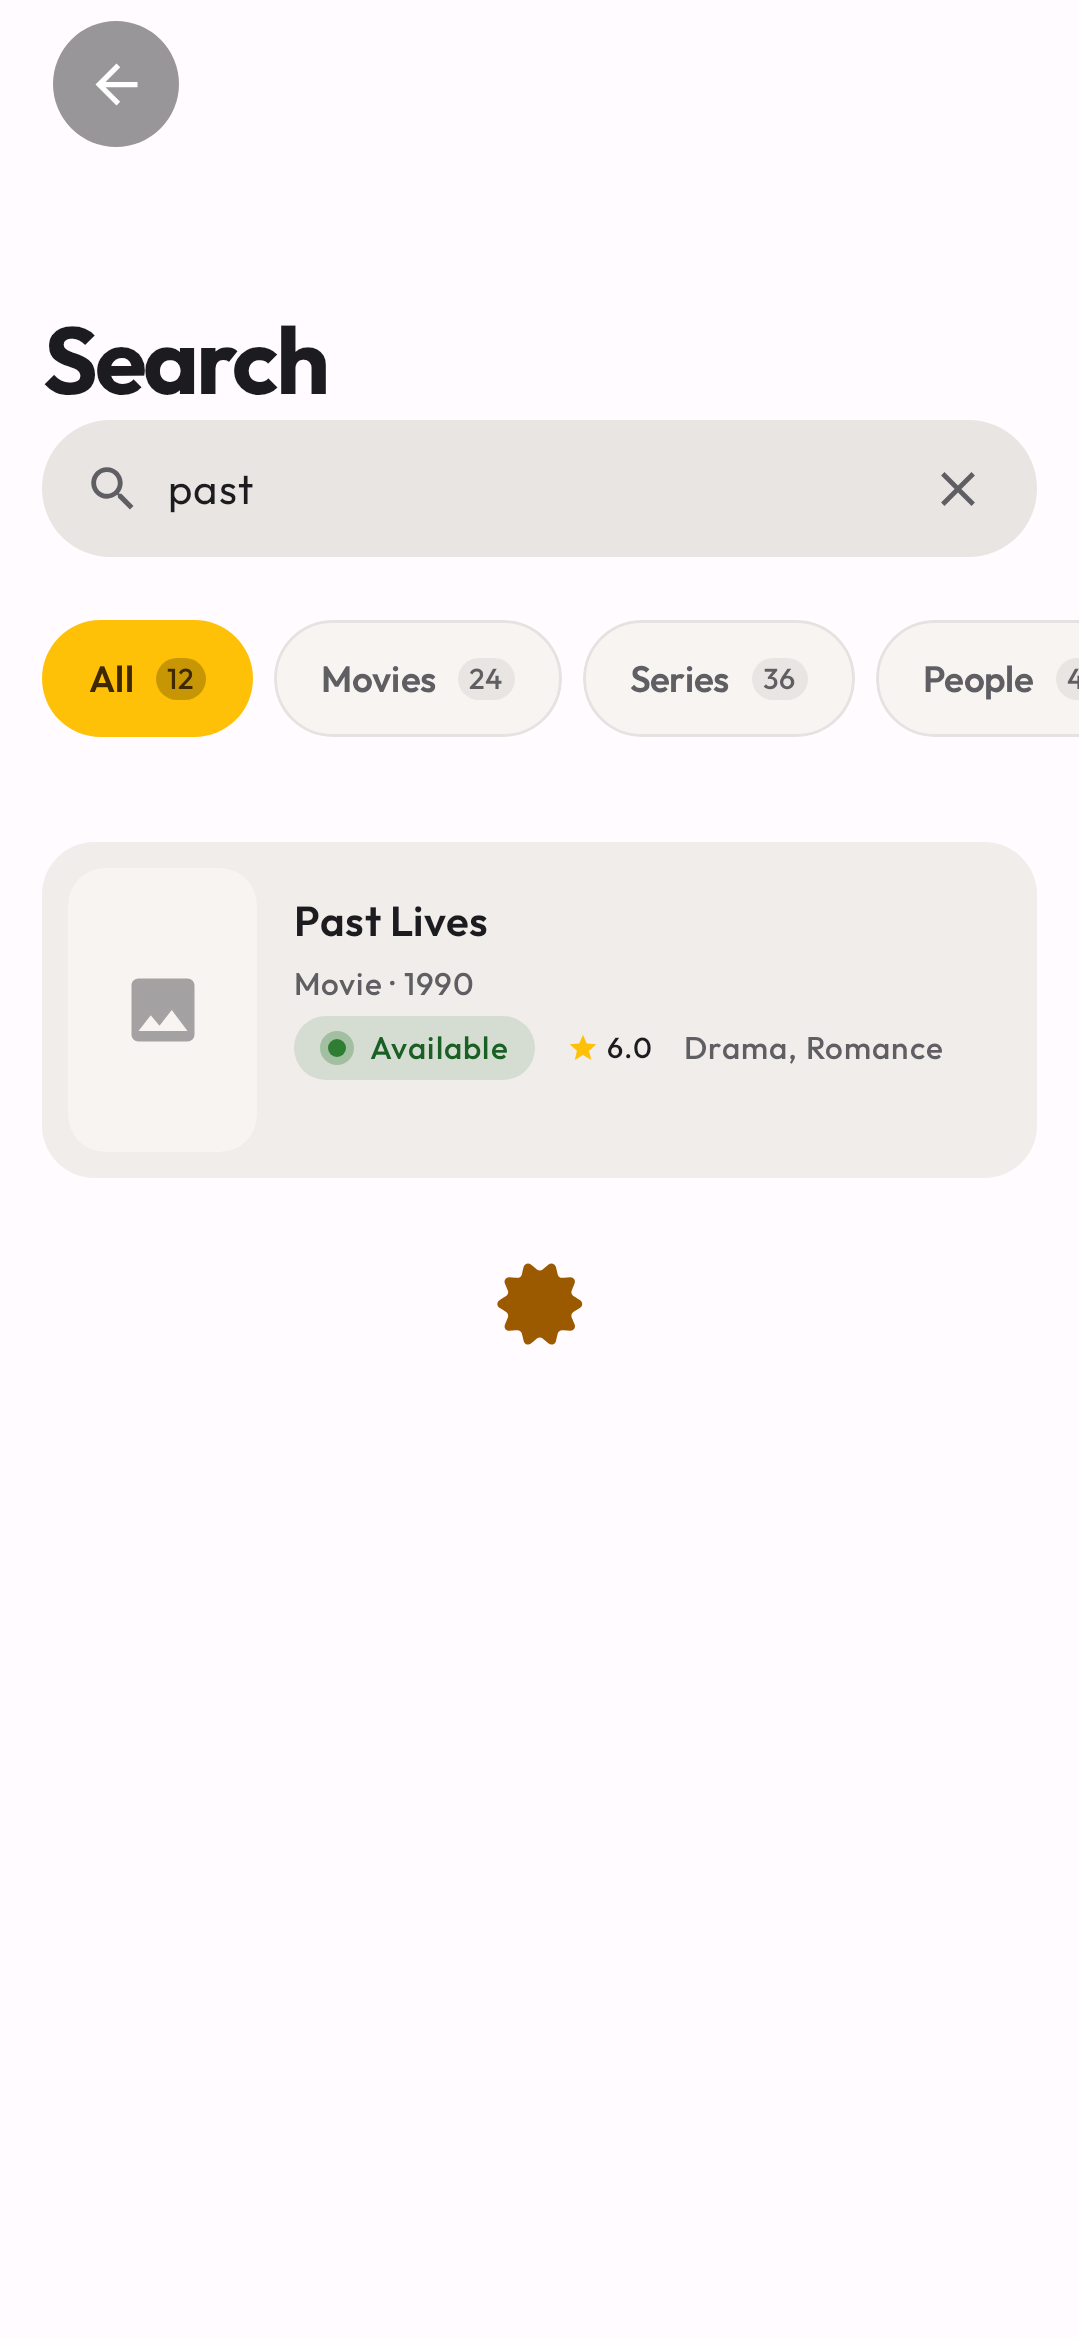 Search
past
All 12 Movies 24 Series 36 People
Past Lives
Movie · 1990
Available 6.0 Drama, Romance